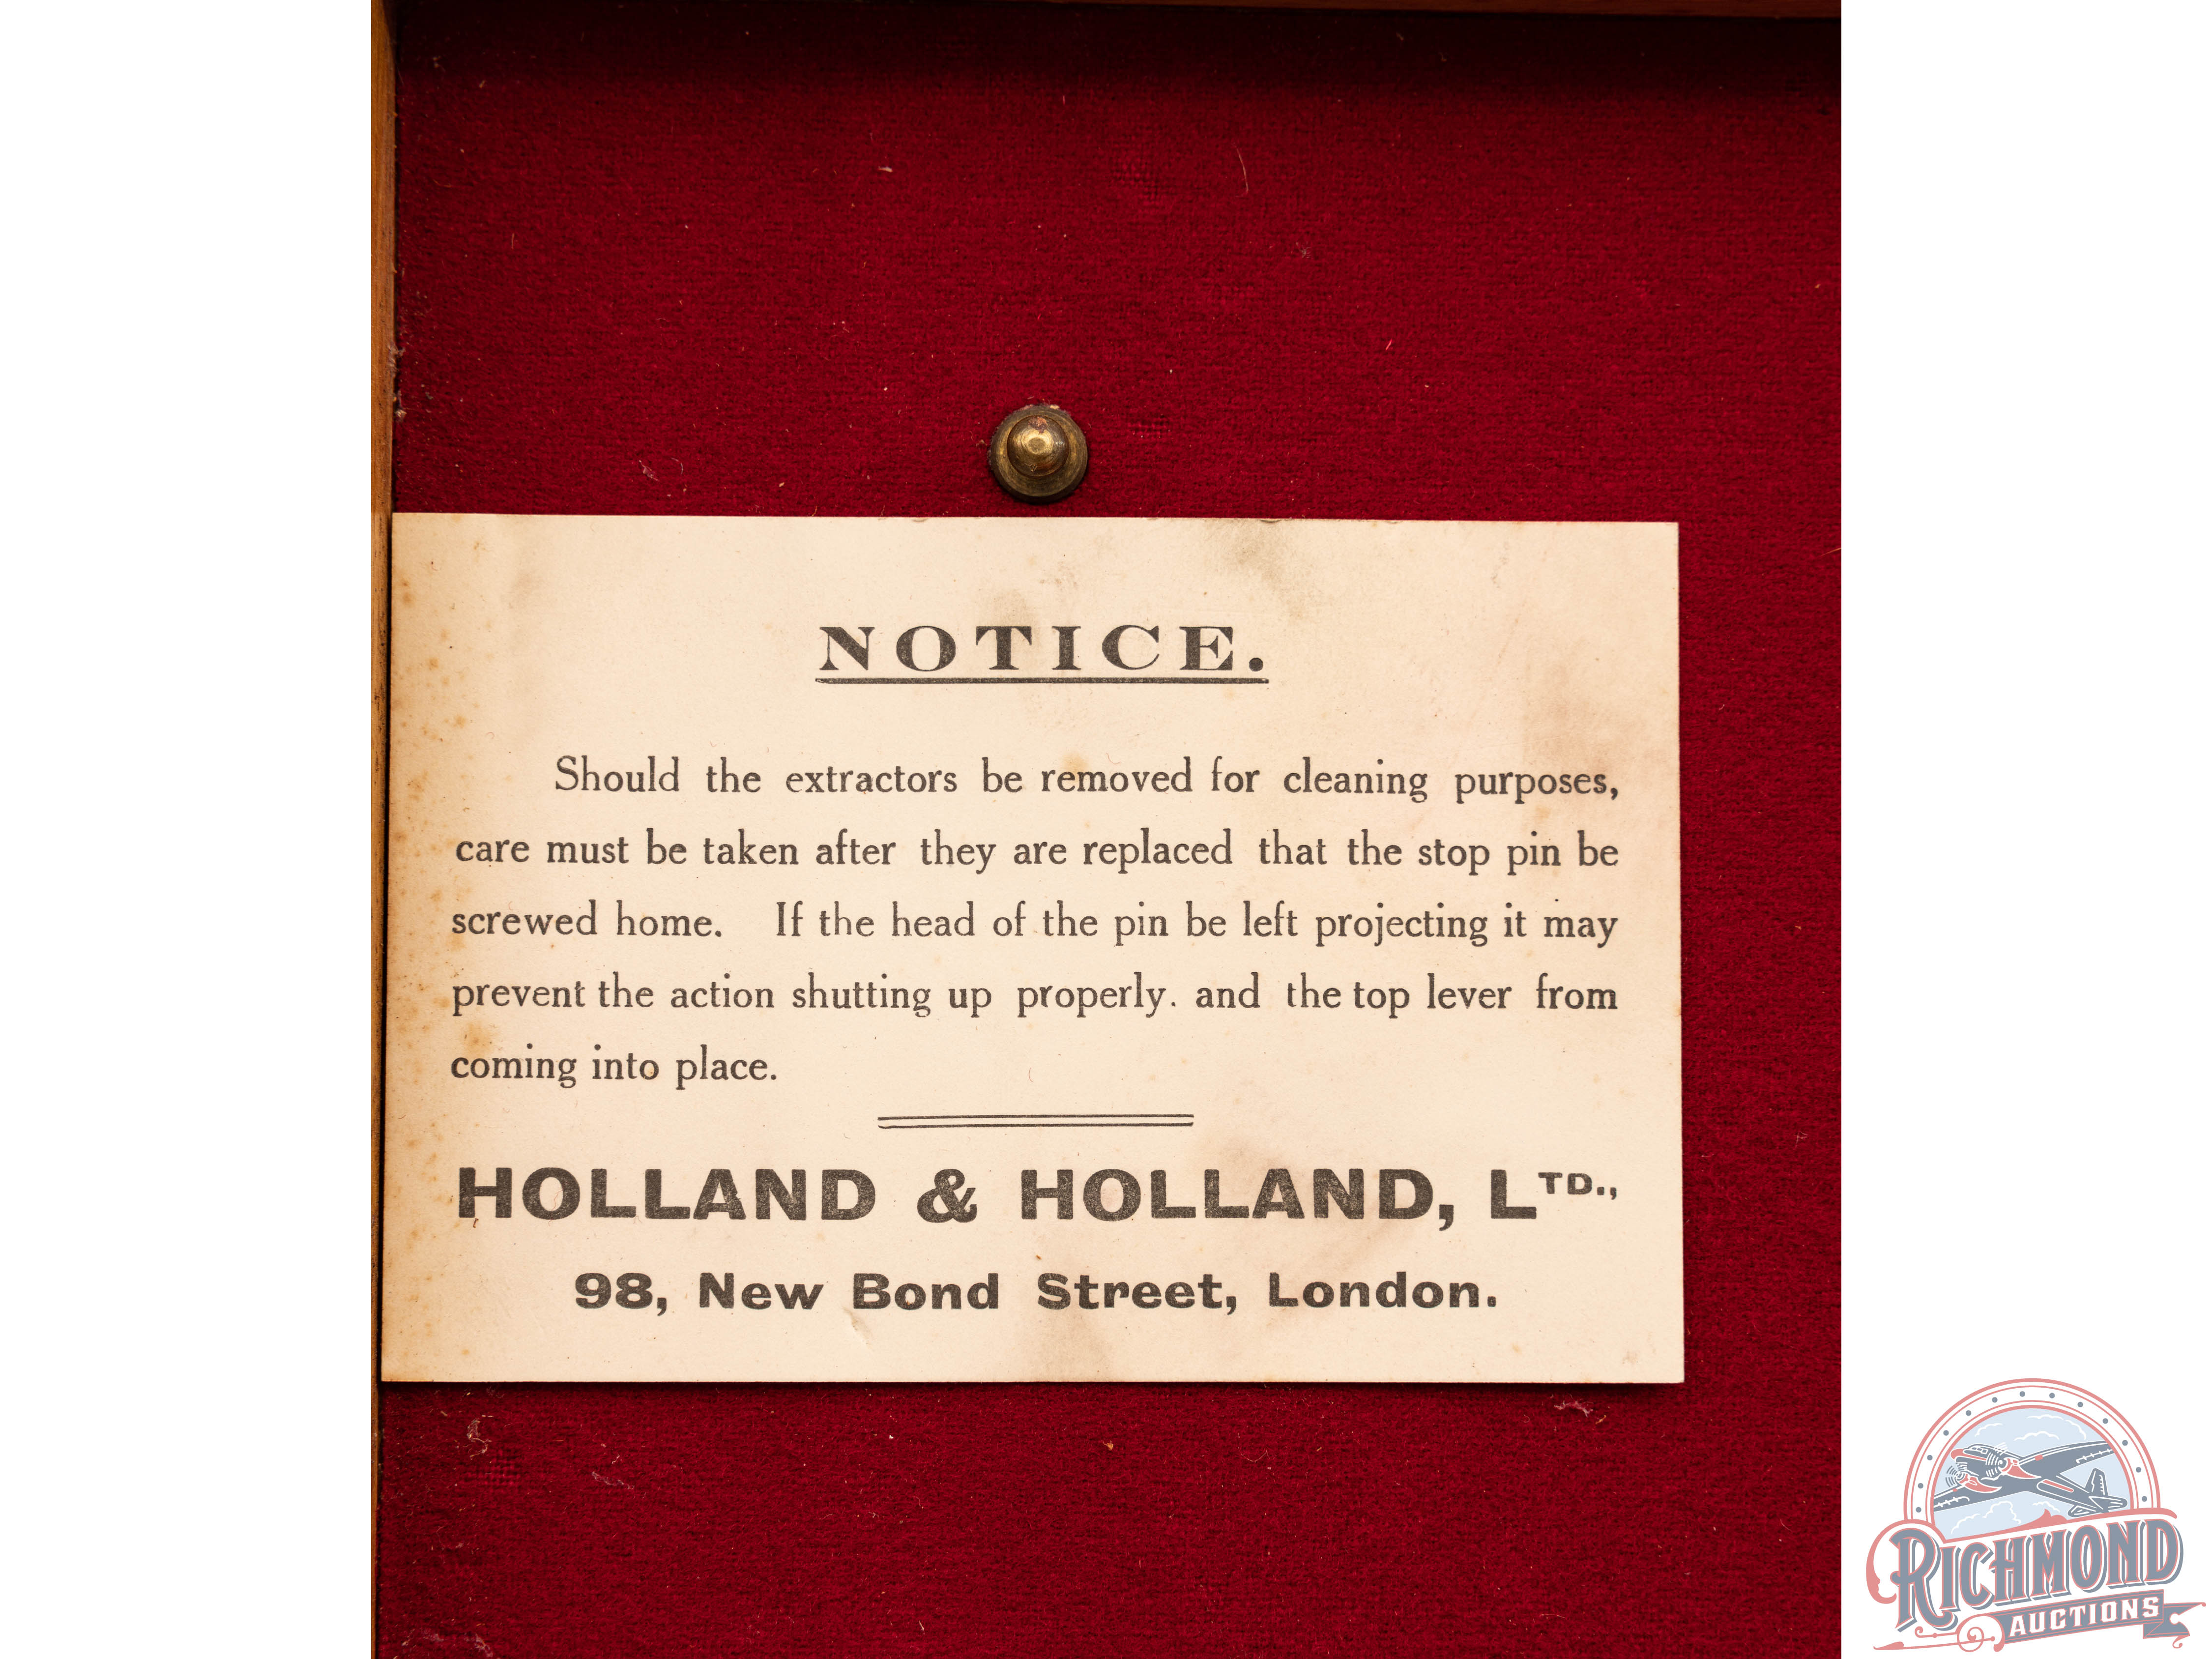 NOTICE.
Should the extractors be removed for cleaning purposes,
care must be taken after they are replaced that the stop pin be
screwed home. If the head of the pin be left projecting it may
prevent the action shutting up properly. and the top lever from
coming into place.
HOLLAND & HOLLAND, LTD.,
98, New Bond Street, London.
RICHMOND
AUCTIONS